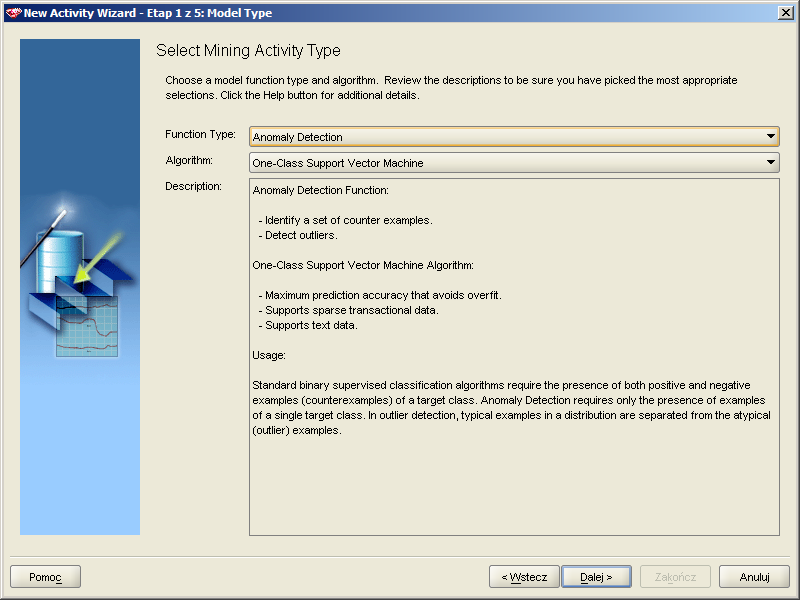 New Activity Wizard - Etap 1 z 5: Model Type
Select Mining Activity Type
Choose a model function type and algorithm. Review the descriptions to be sure you have picked the most appropriate
selections. Click the Help button for additional details.
Function Type: Anomaly Detection
Algorithm: One-Class Support Vector Machine
Description: Anomaly Detection Function:
- Identify a set of counter examples.
- Detect outliers.
One-Class Support Vector Machine Algorithm:
- Maximum prediction accuracy that avoids overfit.
- Supports sparse transactional data.
- Supports text data.
Usage:
Standard binary supervised classification algorithms require the presence of both positive and negative
examples (counterexamples) of a target class. Anomaly Detection requires only the presence of examples
of a single target class. In outlier detection, typical examples in a distribution are separated from the atypical
(outlier) examples.
Pomoc < Wstecz Dalej > Zakończ Anuluj